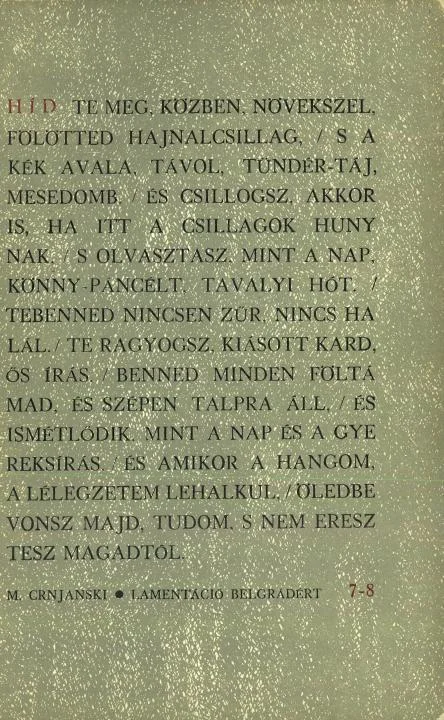 HÍD TE MEG, KÖZBEN, NÖVEKSZEL,
FÖLÖTTED HAJNALCSILLAG, / S A
KÉK AVALA, TÁVOL, TÜNDÉR-TÁJ,
MESEDOMB. / ÉS CSILLOGSZ, AKKOR
IS, HA ITT A CSILLAGOK HUNY
NAK, / S OLVASZTASZ, MINT A NAP,
KÖNNY-PÁNCÉLT, TAVALYI HÓT. /
TEBENNED NINCSEN ZŰR, NINCS HA
LÁL. / TE RAGYOGSZ, KIÁSOTT KARD,
ŐS ÍRÁS. / BENNED MINDEN FÖLTÁ
MAD, ÉS SZÉPEN TALPRA ÁLL, / ÉS
ISMÉTLŐDIK, MINT A NAP ÉS A GYE
REKSÍRÁS. / ÉS AMIKOR A HANGOM,
A LÉLEGZETEM LEHALKUL, / ÖLEDBE
VONSZ MAJD, TUDOM, S NEM ERESZ
TESZ MAGADTÓL.
M. CRNJANSKI ● LAMENTÁCIÓ BELGRÁDÉRT 7-8